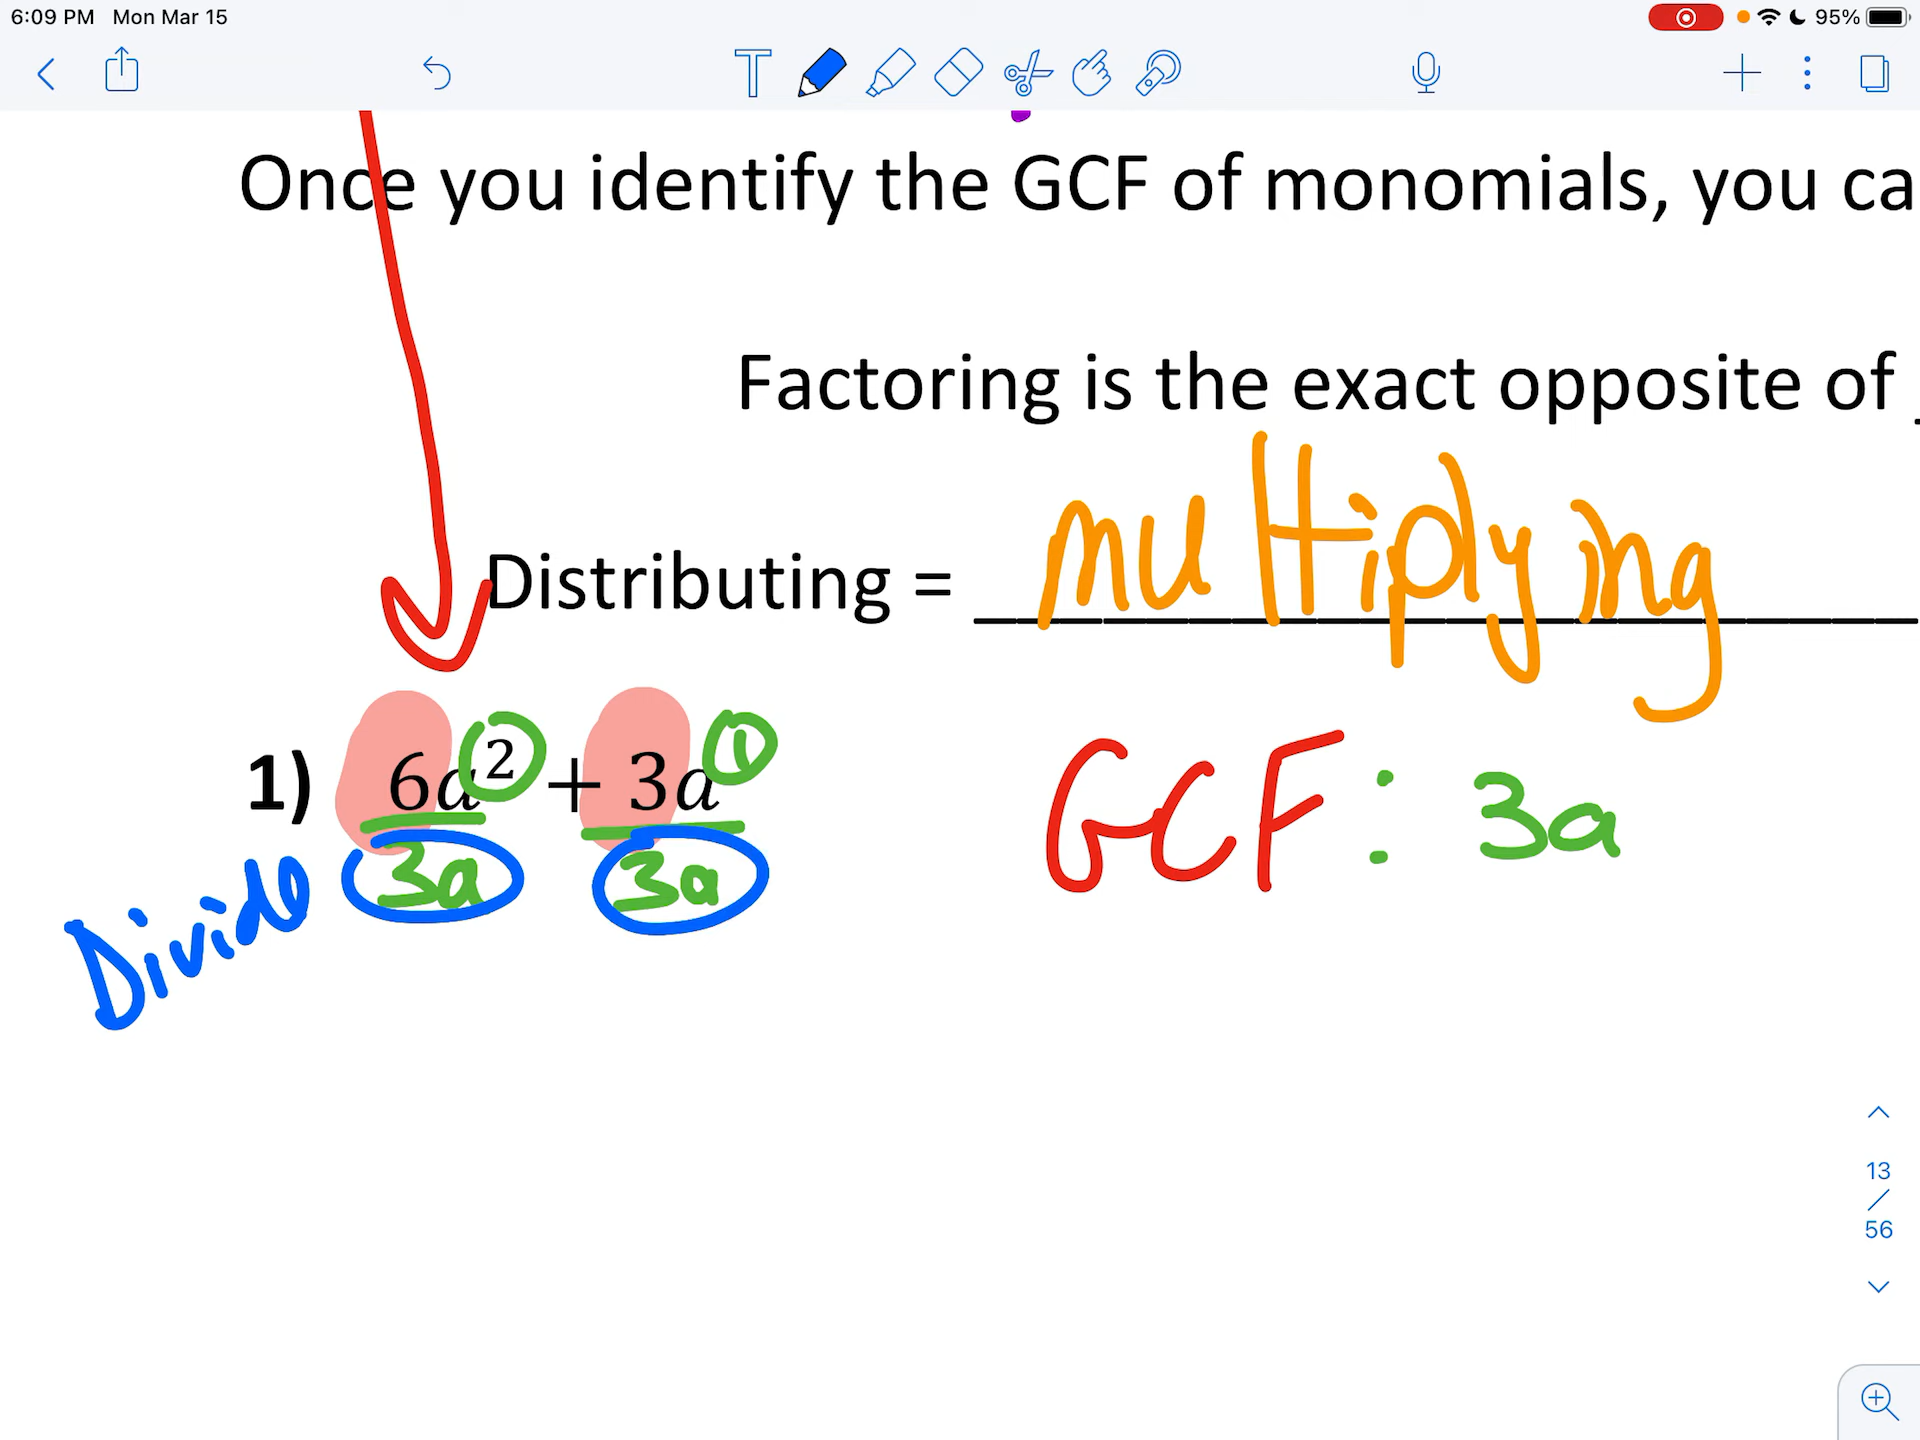 6:09 PM Mon Mar 15 95%
T
Once you identify the GCF of monomials, you ca
Factoring is the exact opposite of _
Distributing = multiplying
1) 6a² + 3a¹ GCF: 3a
3a 3a
Divide
13
/
56